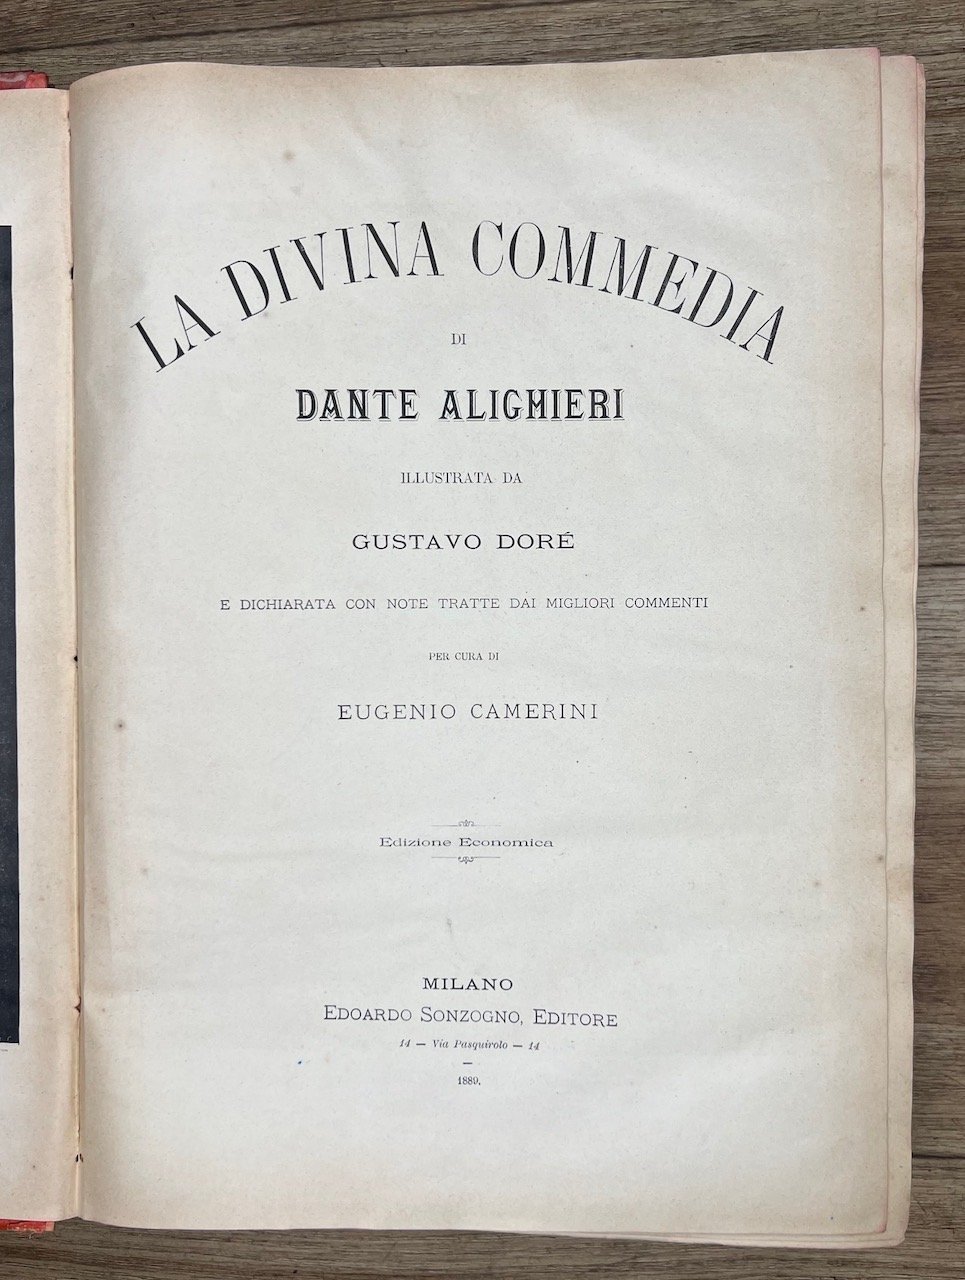 LA DIVINA COMMEDIA
DI
DANTE ALIGHIERI
ILLUSTRATA DA
GUSTAVO DORÉ
E DICHIARATA CON NOTE TRATTE DAI MIGLIORI COMMENTI
PER CURA DI
EUGENIO CAMERINI
Edizione Economica
MILANO
EDOARDO SONZOGNO, EDITORE
14 — Via Pasquirolo — 14
1889.